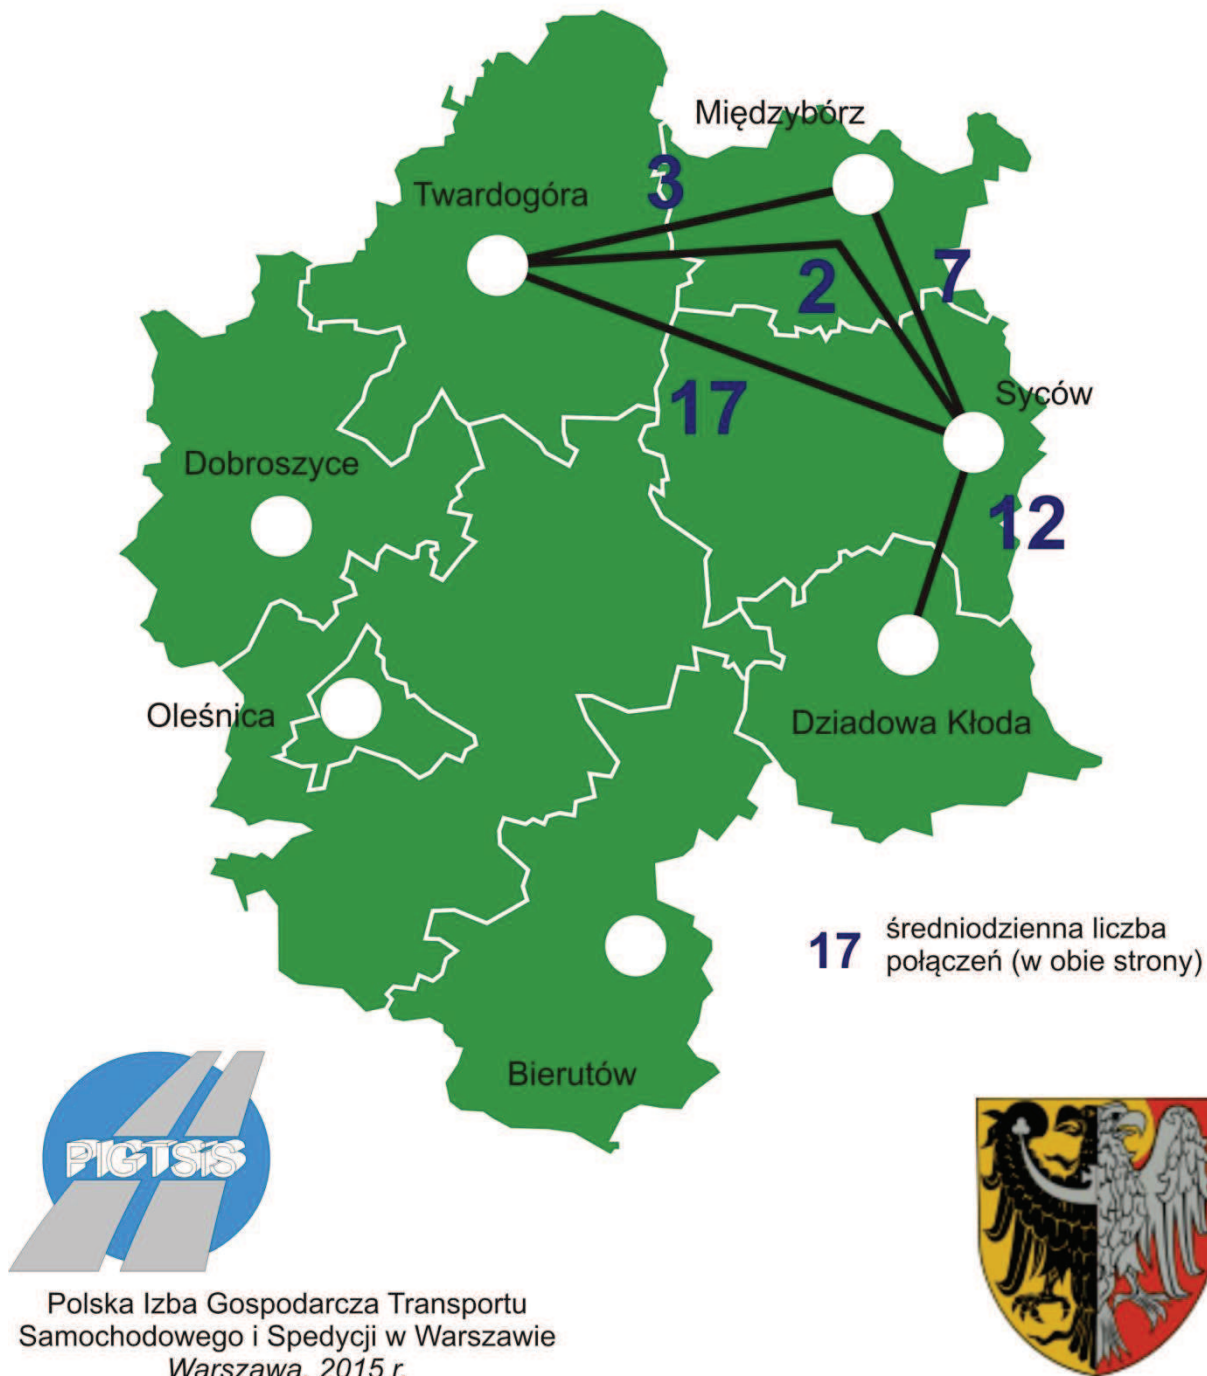 Międzybórz
3
Twardogóra
7
2
17
Syców
Dobroszyce
12
Oleśnica
Dziadowa Kłoda
17 średniodzienna liczba
połączeń (w obie strony)
Bierutów
PIGTSiS
Polska Izba Gospodarcza Transportu
Samochodowego i Spedycji w Warszawie
Warszawa, 2015 r.